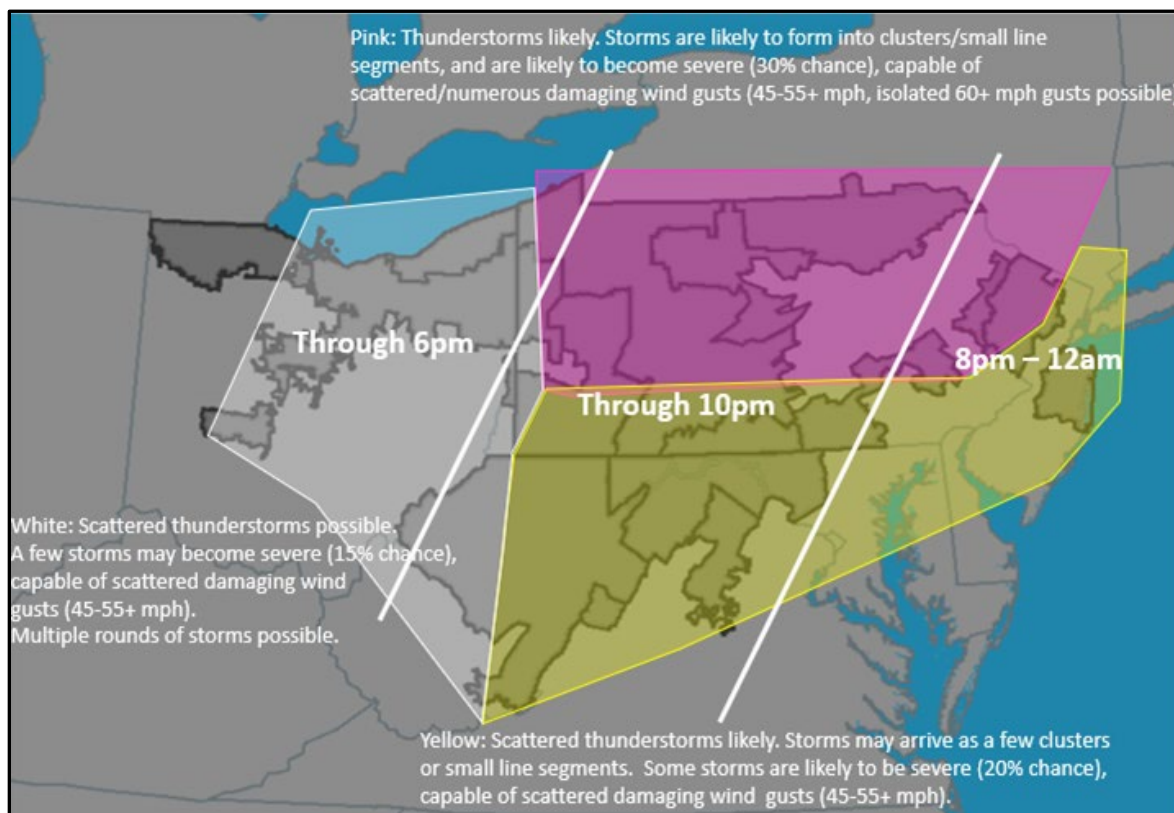 Pink: Thunderstorms likely. Storms are likely to form into clusters/small line
segments, and are likely to become severe (30% chance), capable of
scattered/numerous damaging wind gusts (45-55+ mph, isolated 60+ mph gusts possible)
Through 6pm
8pm – 12am
Through 10pm
White: Scattered thunderstorms possible.
A few storms may become severe (15% chance),
capable of scattered damaging wind
gusts (45-55+ mph).
Multiple rounds of storms possible.
Yellow: Scattered thunderstorms likely. Storms may arrive as a few clusters
or small line segments.  Some storms are likely to be severe (20% chance),
capable of scattered damaging wind  gusts (45-55+ mph).